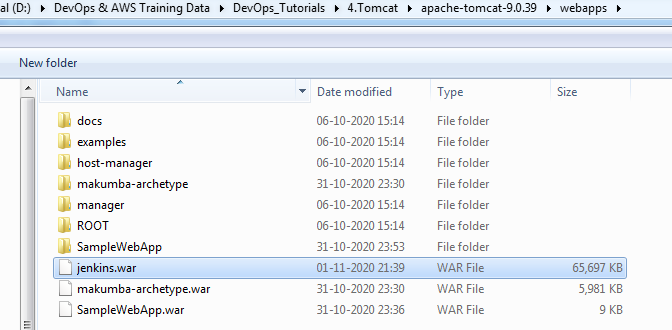 al (D:) ▸ DevOps & AWS Training Data ▸ DevOps_Tutorials ▸ 4.Tomcat ▸ apache-tomcat-9.0.39 ▸ webapps ▸
New folder
Name Date modified Type Size
docs 06-10-2020 15:14 File folder
examples 06-10-2020 15:14 File folder
host-manager 06-10-2020 15:14 File folder
makumba-archetype 31-10-2020 23:30 File folder
manager 06-10-2020 15:14 File folder
ROOT 06-10-2020 15:14 File folder
SampleWebApp 31-10-2020 23:53 File folder
jenkins.war 01-11-2020 21:39 WAR File 65,697 KB
makumba-archetype.war 31-10-2020 23:30 WAR File 5,981 KB
SampleWebApp.war 31-10-2020 23:36 WAR File 9 KB